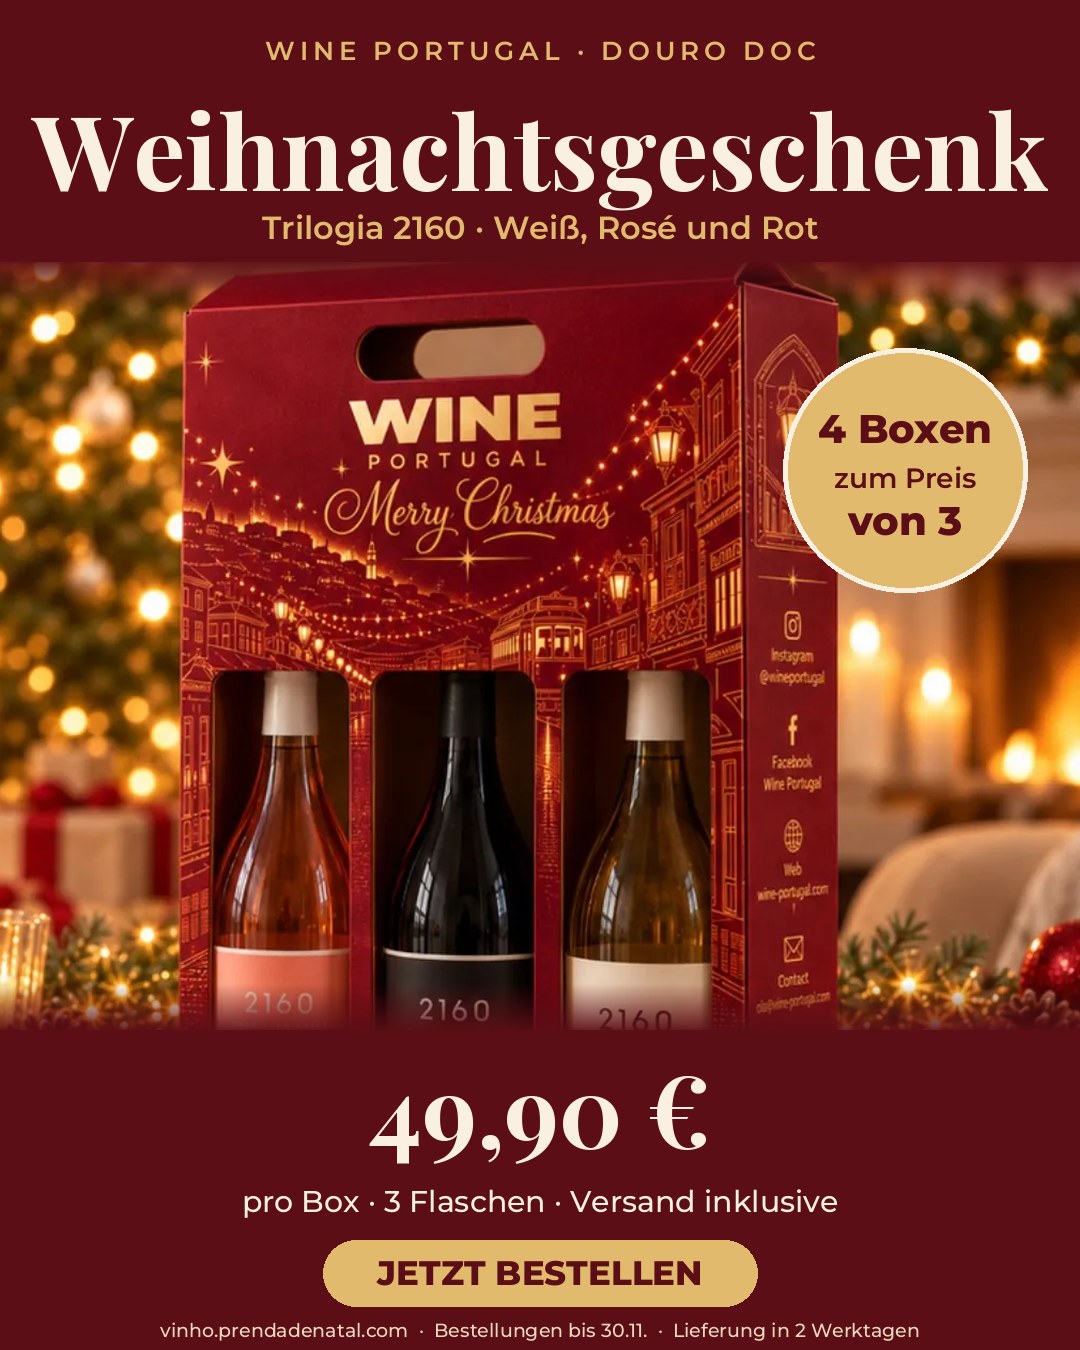 WINE PORTUGAL · DOURO DOC
Weihnachtsgeschenk
Trilogia 2160 · Weiß, Rosé und Rot
WINE
PORTUGAL
Merry Christmas
4 Boxen
zum Preis
von 3
Instagram
@wineportugal
Facebook
Wine Portugal
Web
wine-portugal.com
Contact
2160
2160
2160
49,90 €
pro Box · 3 Flaschen · Versand inklusive
JETZT BESTELLEN
vinho.prendadenatal.com · Bestellungen bis 30.11. · Lieferung in 2 Werktagen